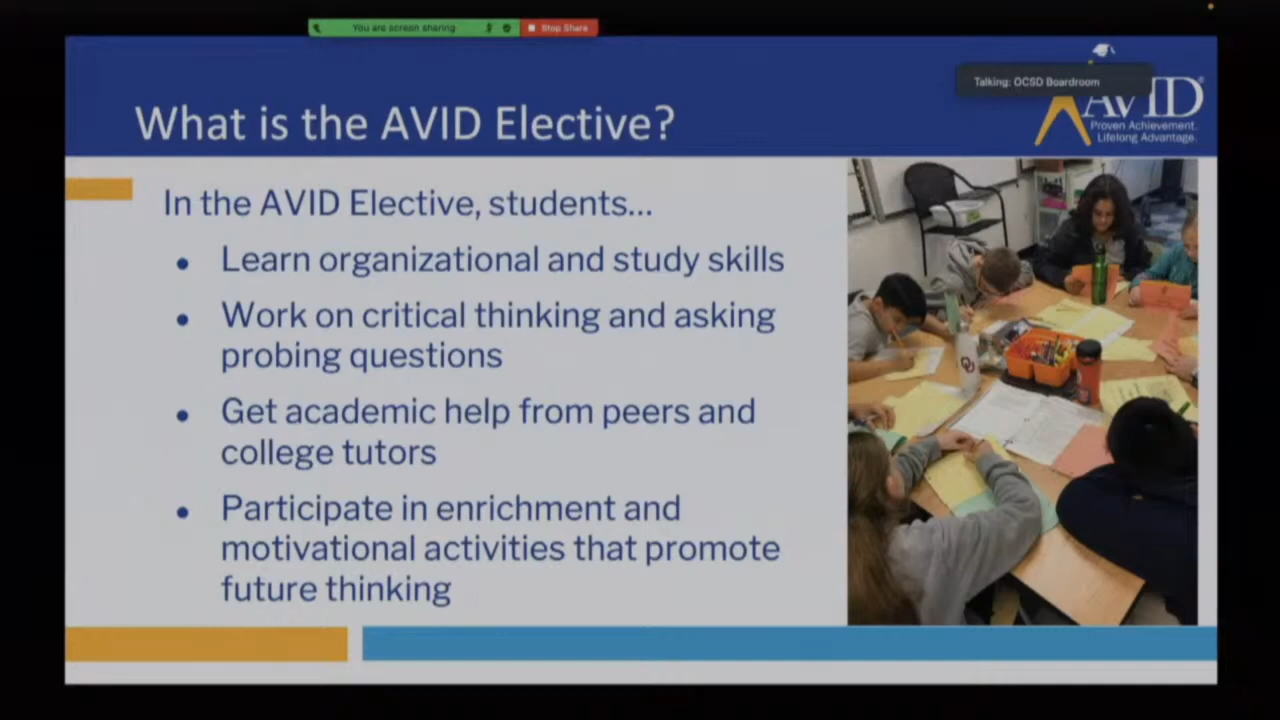 You are screen sharing
Stop Share
Talking: OCSD Boardroom
AVID®
Proven Achievement.
Lifelong Advantage.
What is the AVID Elective?
In the AVID Elective, students...
• Learn organizational and study skills
• Work on critical thinking and asking
probing questions
• Get academic help from peers and
college tutors
• Participate in enrichment and
motivational activities that promote
future thinking